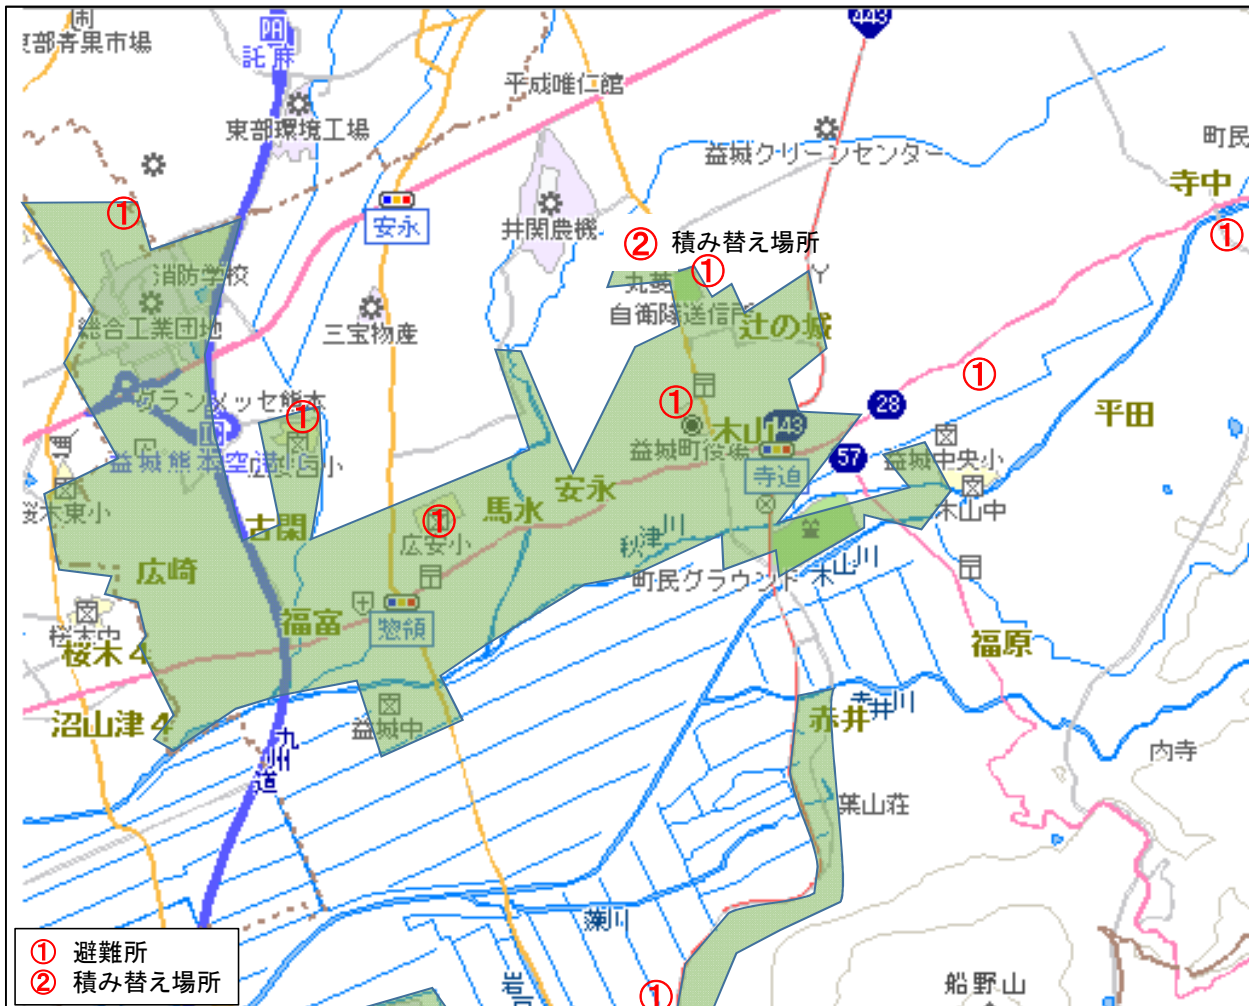 443
PA
託麻
東部青果市場
平成唯仁館
東部環境工場
益城クリーンセンター
町民
寺中
①
安永
井関農機
② 積み替え場所
①
①
消防学校
丸菱
自衛隊送信所
辻の城
総合工業団地
三宝物産
①
グランメッセ熊本
①
①
28
平田
143
木山
益城町役場
57
益城熊本空港
広安西小
寺迫
益城中央小
桜木東小
安永
馬水
木山中
①
古閑
広安小
秋津川
広崎
町民グラウンド
木山川
福富
惣領
桜木中
桜木4
福原
沼山津4
益城中
赤井
赤井川
九州道
内寺
葉山荘
①
船野山
① 避難所
② 積み替え場所